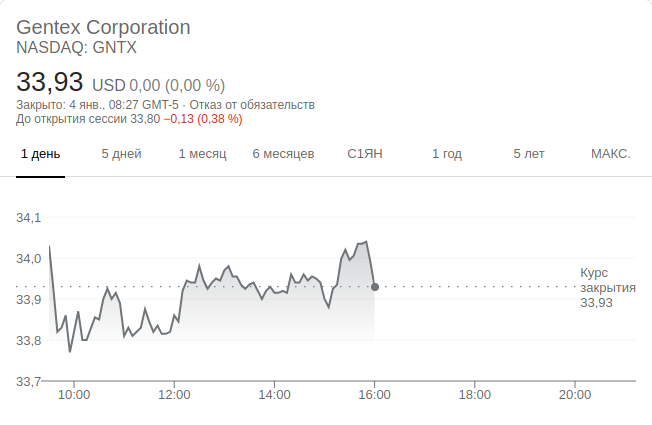 Gentex Corporation
NASDAQ: GNTX
33,93 USD 0,00 (0,00 %)
Закрыто: 4 янв., 08:27 GMT-5 · Отказ от обязательств
До открытия сессии 33,80 −0,13 (0,38 %)
1 день 5 дней 1 месяц 6 месяцев С1ЯН 1 год 5 лет МАКС.
34,1
34,0
33,9
33,8
33,7
Курс
закрытия
33,93
10:00 12:00 14:00 16:00 18:00 20:00